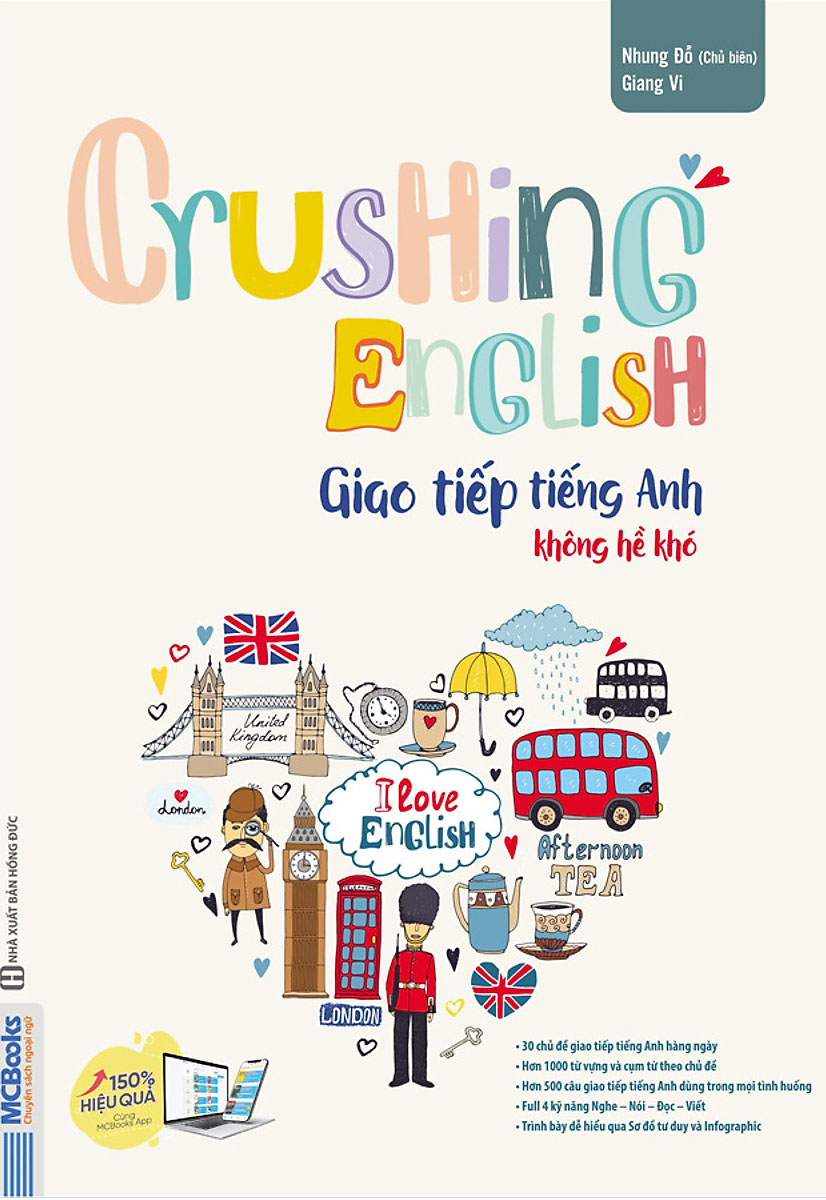 Nhung Đỗ (Chủ biên)
Giang Vi
Crushing
English
Giao tiếp tiếng Anh
không hề khó
United
Kingdom
London
I love
English
Afternoon
TEA
LONDON
• 30 chủ đề giao tiếp tiếng Anh hàng ngày
• Hơn 1000 từ vựng và cụm từ theo chủ đề
• Hơn 500 câu giao tiếp tiếng Anh dùng trong mọi tình huống
• Full 4 kỹ năng Nghe – Nói – Đọc – Viết
• Trình bày dễ hiểu qua Sơ đồ tư duy và Infographic
150%
HIỆU QUẢ
Cùng
MCBooks App
NHÀ XUẤT BẢN HỒNG ĐỨC
MCBooks
Chuyên sách ngoại ngữ